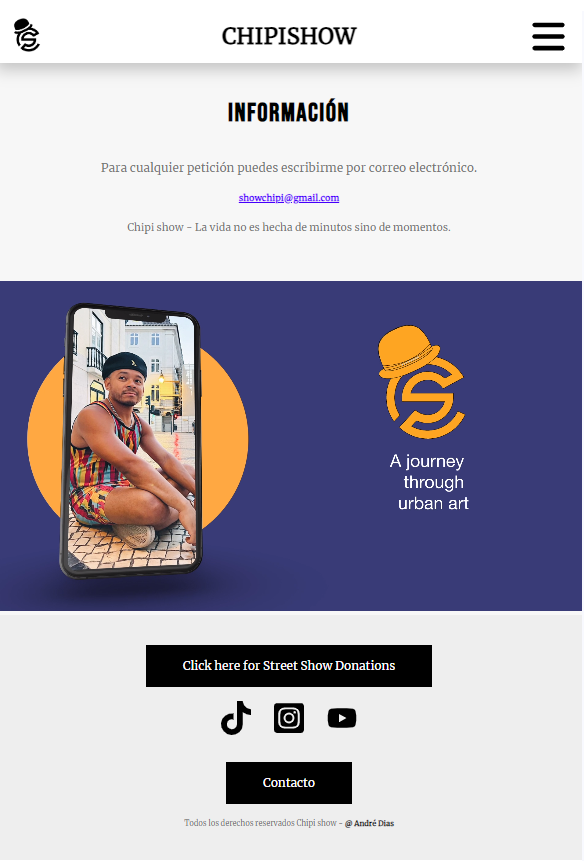 CHIPISHOW
INFORMACIÓN
Para cualquier petición puedes escribirme por correo electrónico.
showchipi@gmail.com
Chipi show - La vida no es hecha de minutos sino de momentos.
A journey
through
urban art
Click here for Street Show Donations
Contacto
Todos los derechos reservados Chipi show - @ André Dias